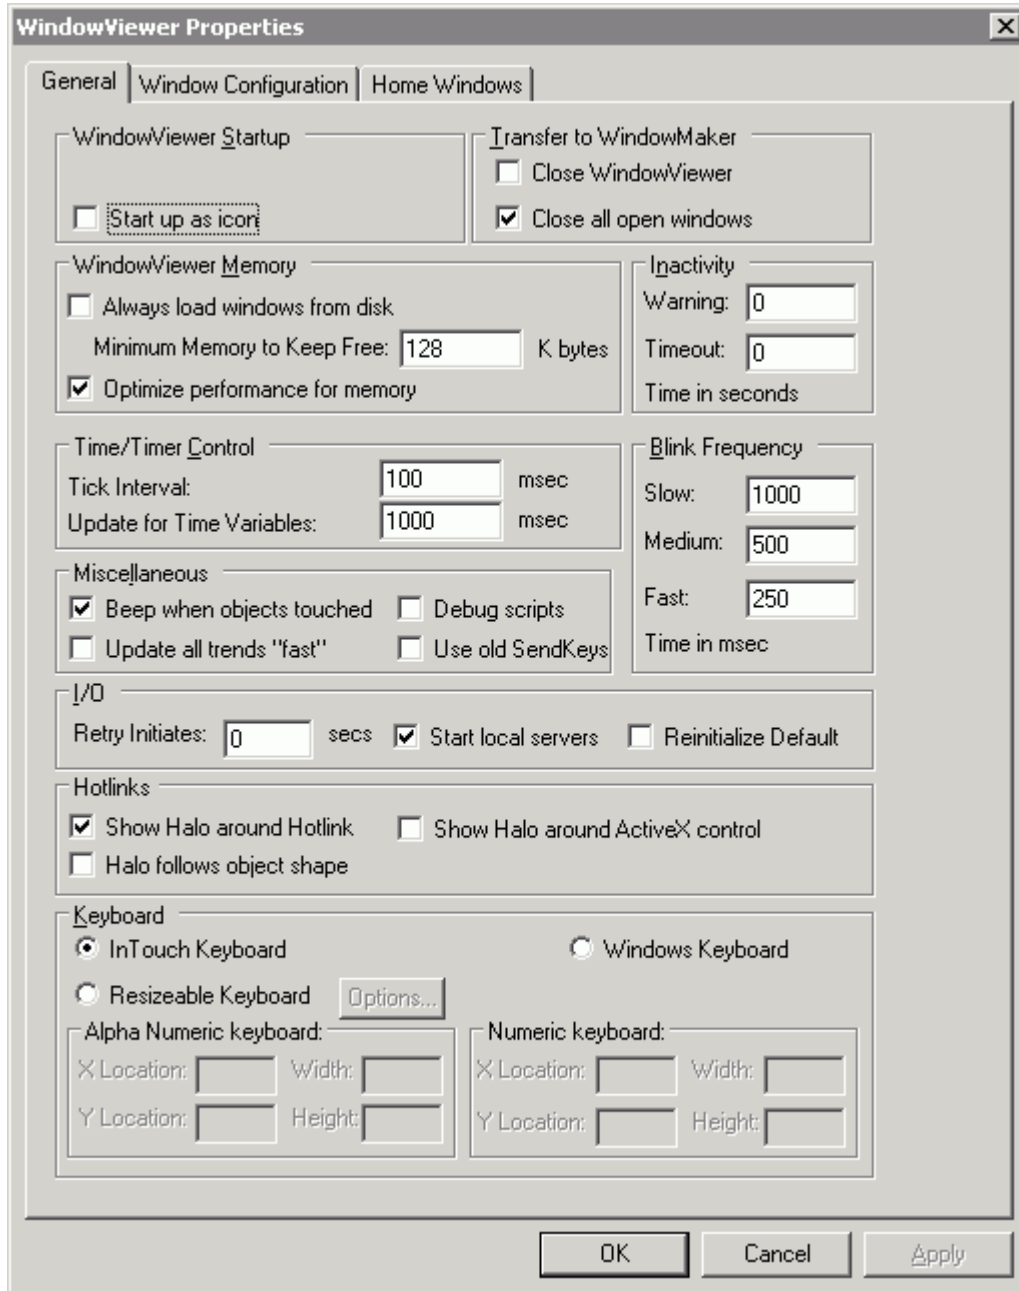 WindowViewer Properties
General Window Configuration Home Windows
WindowViewer Startup
Start up as icon
Transfer to WindowMaker
Close WindowViewer
Close all open windows
WindowViewer Memory
Always load windows from disk
Minimum Memory to Keep Free: 128 K bytes
Optimize performance for memory
Inactivity
Warning: 0
Timeout: 0
Time in seconds
Time/Timer Control
Tick Interval: 100 msec
Update for Time Variables: 1000 msec
Blink Frequency
Slow: 1000
Medium: 500
Fast: 250
Time in msec
Miscellaneous
Beep when objects touched Debug scripts
Update all trends "fast" Use old SendKeys
I/O
Retry Initiates: 0 secs Start local servers Reinitialize Default
Hotlinks
Show Halo around Hotlink Show Halo around ActiveX control
Halo follows object shape
Keyboard
InTouch Keyboard Windows Keyboard
Resizeable Keyboard Options...
Alpha Numeric keyboard:
X Location: Width:
Y Location: Height:
Numeric keyboard:
X Location: Width:
Y Location: Height:
OK Cancel Apply